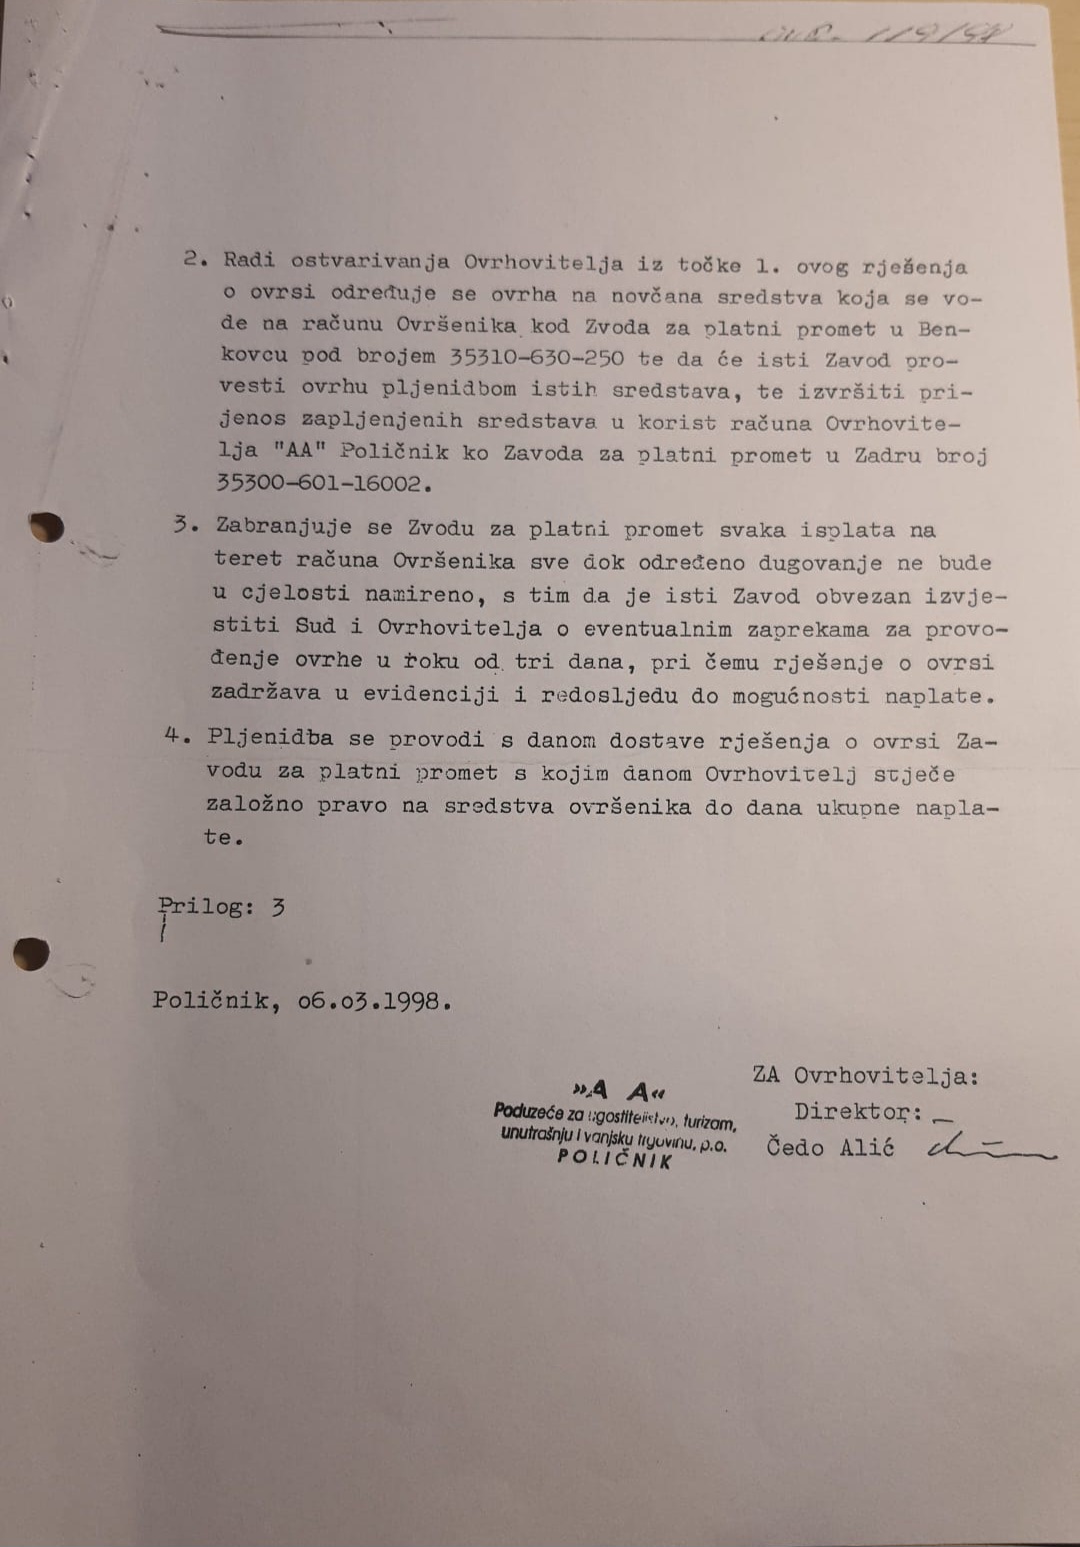 OVR. 119/98
2. Radi ostvarivanja Ovrhovitelja iz točke 1. ovog rješenja
o ovrsi određuje se ovrha na novčana sredstva koja se vo-
de na računu Ovršenika kod Zvoda za platni promet u Ben-
kovcu pod brojem 35310-630-250 te da će isti Zavod pro-
vesti ovrhu pljenidbom istih sredstava, te izvršiti pri-
jenos zapljenjenih sredstava u korist računa Ovrhovite-
lja "AA" Poličnik ko Zavoda za platni promet u Zadru broj
35300-601-16002.
3. Zabranjuje se Zvodu za platni promet svaka isplata na
teret računa Ovršenika sve dok određeno dugovanje ne bude
u cjelosti namireno, s tim da je isti Zavod obvezan izvje-
stiti Sud i Ovrhovitelja o eventualnim zaprekama za provo-
đenje ovrhe u roku od tri dana, pri čemu rješenje o ovrsi
zadržava u evidenciji i redosljedu do mogućnosti naplate.
4. Pljenidba se provodi s danom dostave rješenja o ovrsi Za-
vodu za platni promet s kojim danom Ovrhovitelj stječe
založno pravo na sredstva ovršenika do dana ukupne napla-
te.
Prilog: 3
Poličnik, o6.o3.1998.
ZA Ovrhovitelja:
Direktor:
Čedo Alić
»A A«
Poduzeće za ugostiteljstvo, turizam,
unutrašnju i vanjsku trgovinu, p.o.
POLIČNIK